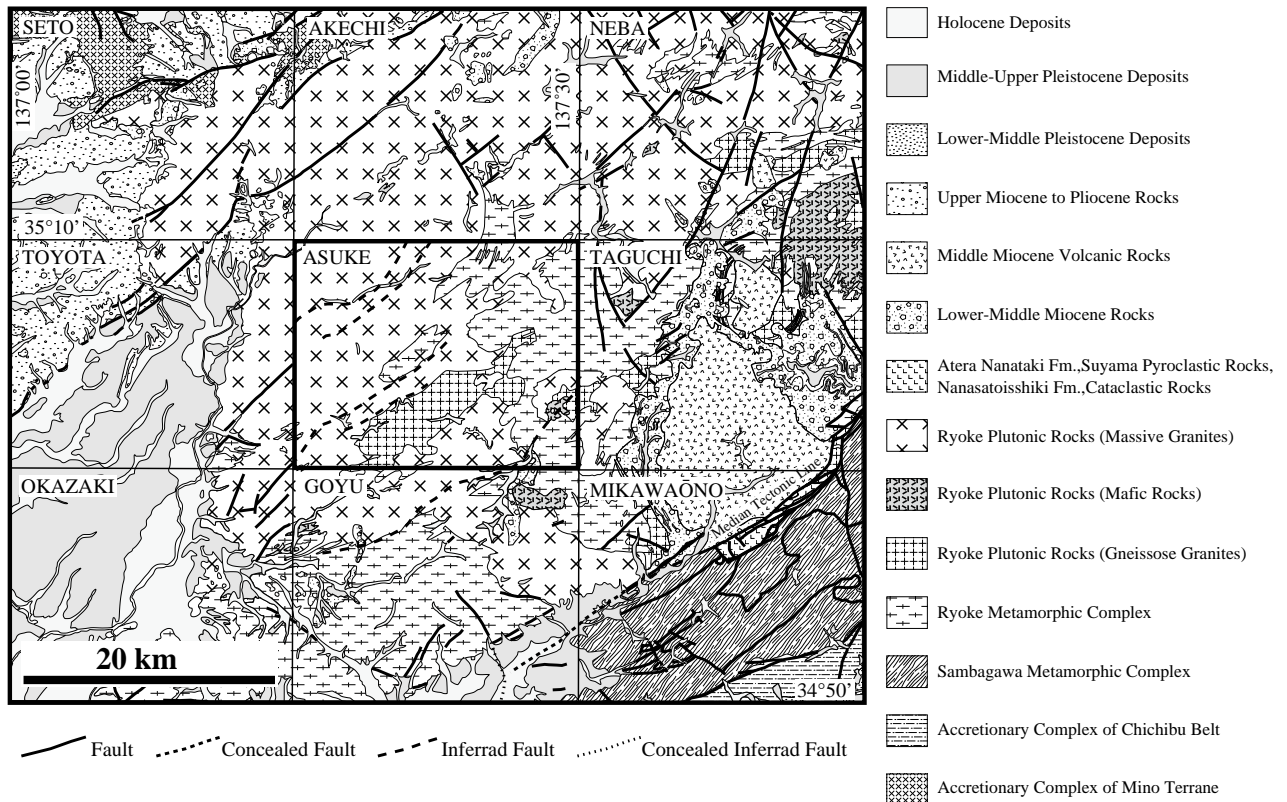 SETO
AKECHI
NEBA
137°00'
137°30'
35°10'
TOYOTA
ASUKE
TAGUCHI
OKAZAKI
GOYU
MIKAWAŌNO
Median Tectonic Line
20 km
34°50'
Fault
Concealed Fault
Inferrad Fault
Concealed Inferrad Fault
Holocene Deposits
Middle-Upper Pleistocene Deposits
Lower-Middle Pleistocene Deposits
Upper Miocene to Pliocene Rocks
Middle Miocene Volcanic Rocks
Lower-Middle Miocene Rocks
Atera Nanataki Fm.,Suyama Pyroclastic Rocks,
Nanasatoisshiki Fm.,Cataclastic Rocks
Ryoke Plutonic Rocks (Massive Granites)
Ryoke Plutonic Rocks (Mafic Rocks)
Ryoke Plutonic Rocks (Gneissose Granites)
Ryoke Metamorphic Complex
Sambagawa Metamorphic Complex
Accretionary Complex of Chichibu Belt
Accretionary Complex of Mino Terrane